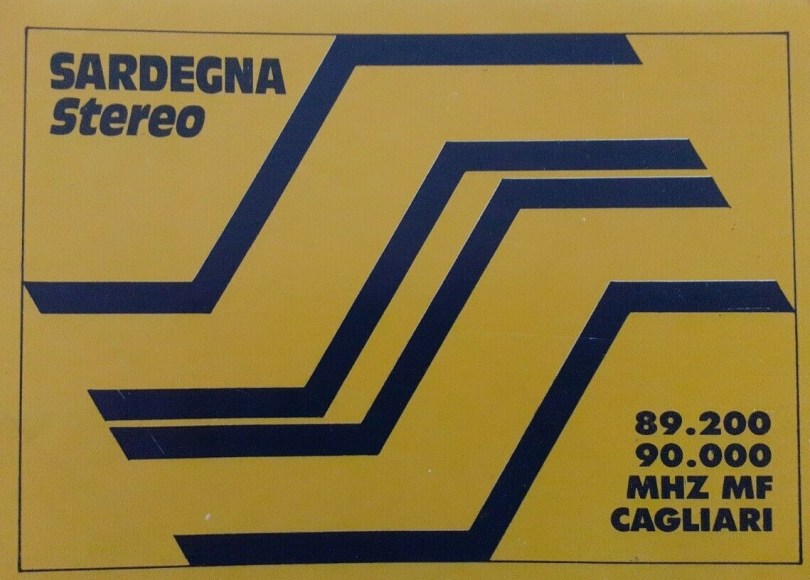 SARDEGNA
Stereo
89.200
90.000
MHZ MF
CAGLIARI